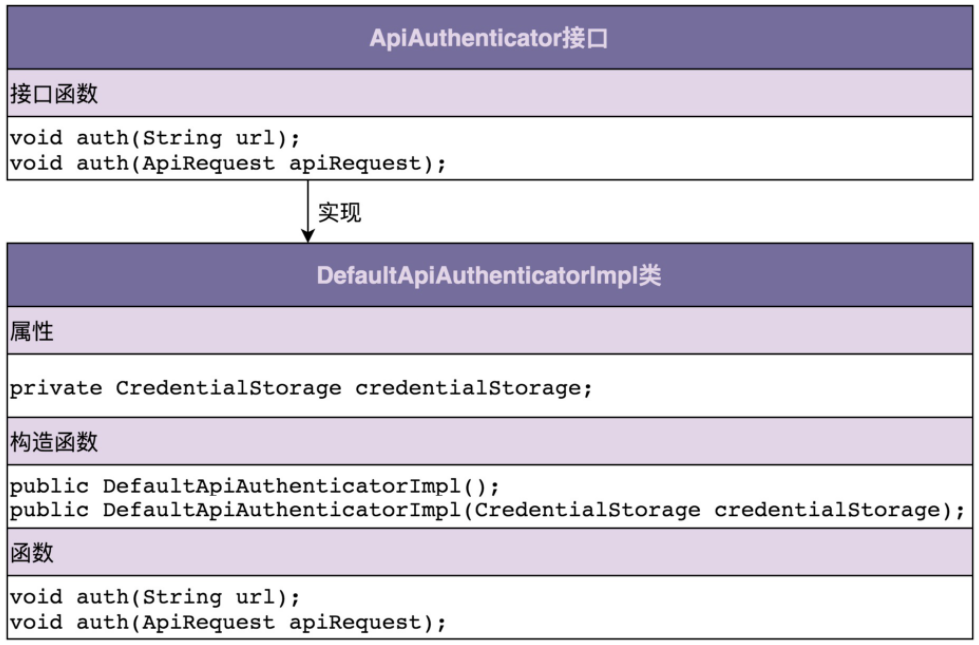 ApiAuthenticator接口
接口函数
void auth(String url);
void auth(ApiRequest apiRequest);
实现
DefaultApiAuthenticatorImpl类
属性
private CredentialStorage credentialStorage;
构造函数
public DefaultApiAuthenticatorImpl();
public DefaultApiAuthenticatorImpl(CredentialStorage credentialStorage);
函数
void auth(String url);
void auth(ApiRequest apiRequest);